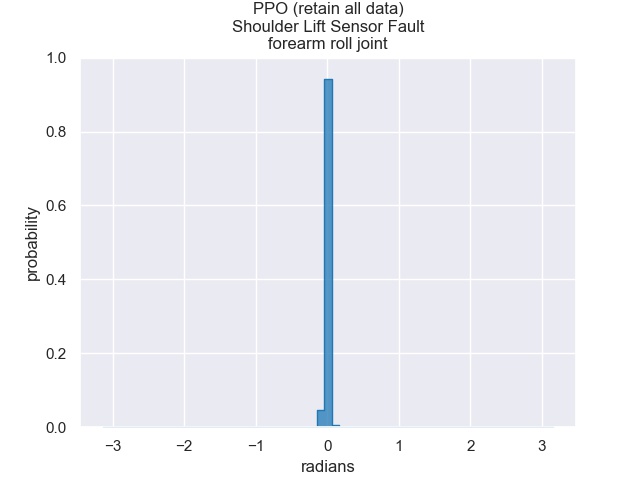 PPO (retain all data)
Shoulder Lift Sensor Fault
forearm roll joint
1.0
0.8
0.6
0.4
0.2
0.0
probability
−3
−2
−1
0
1
2
3
radians